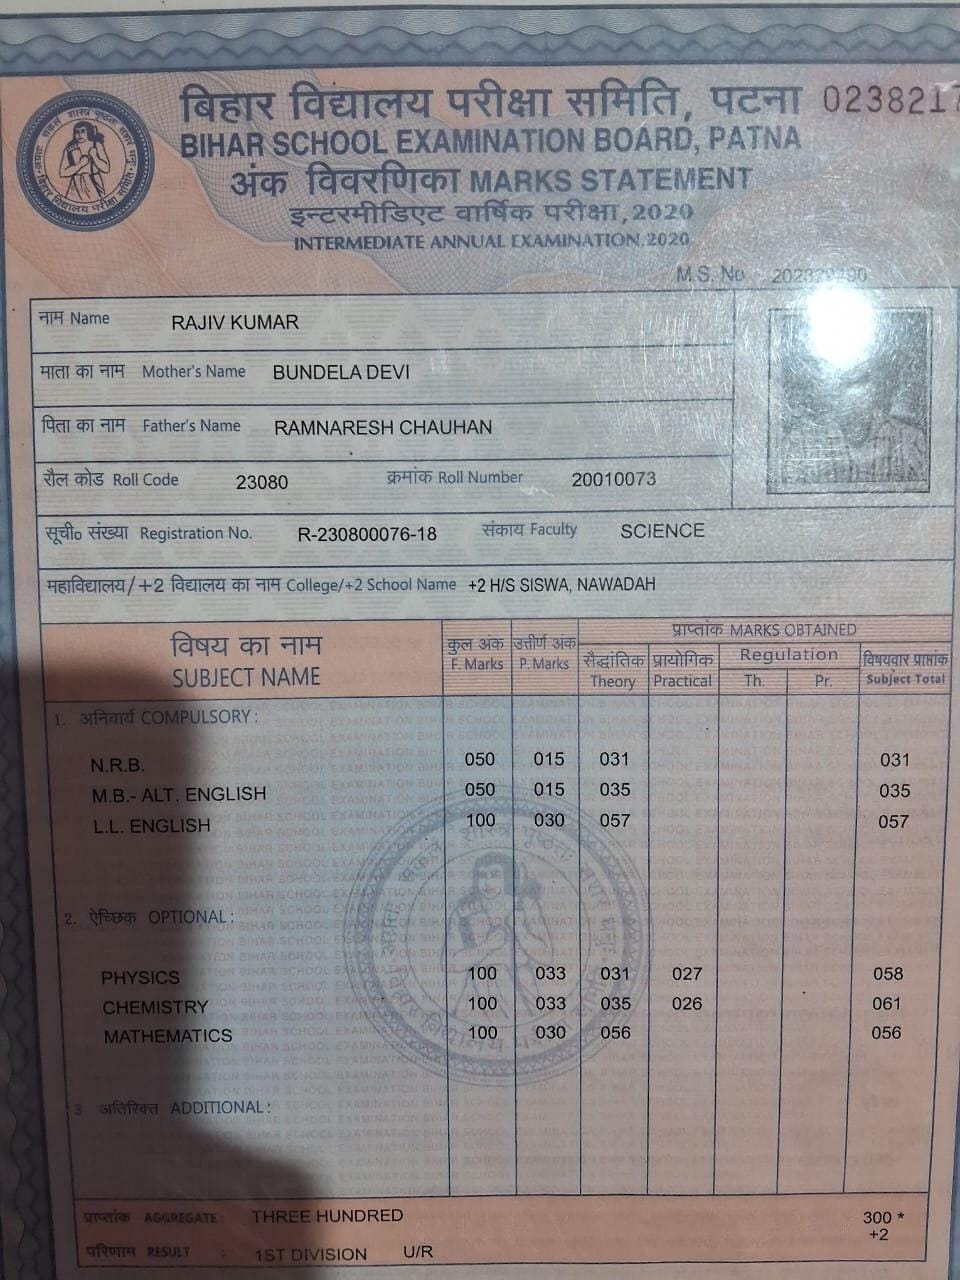 बिहार विद्यालय परीक्षा समिति, पटना 0238217
BIHAR SCHOOL EXAMINATION BOARD, PATNA
अंक विवरणिका MARKS STATEMENT
इन्टरमीडिएट वार्षिक परीक्षा, 2020
INTERMEDIATE ANNUAL EXAMINATION, 2020
M.S. No
नाम Name RAJIV KUMAR
माता का नाम Mother's Name BUNDELA DEVI
पिता का नाम Father's Name RAMNARESH CHAUHAN
रौल कोड Roll Code 23080 क्रमांक Roll Number 20010073
सूची० संख्या Registration No. R-230800076-18 संकाय Faculty SCIENCE
महाविद्यालय/+2 विद्यालय का नाम College/+2 School Name +2 H/S SISWA, NAWADAH
विषय का नाम कुल अंक उत्तीर्ण अंक प्राप्तांक MARKS OBTAINED
SUBJECT NAME F. Marks P. Marks सैद्धांतिक प्रायोगिक Regulation विषयवार प्राप्तांक
Theory Practical Th. Pr. Subject Total
1. अनिवार्य COMPULSORY:
N.R.B. 050 015 031 031
M.B.- ALT. ENGLISH 050 015 035 035
L.L. ENGLISH 100 030 057 057
2. ऐच्छिक OPTIONAL:
PHYSICS 100 033 031 027 058
CHEMISTRY 100 033 035 026 061
MATHEMATICS 100 030 056 056
3 अतिरिक्त ADDITIONAL:
प्राप्तांक AGGREGATE: THREE HUNDRED 300 *
+2
परिणाम RESULT : 1ST DIVISION U/R